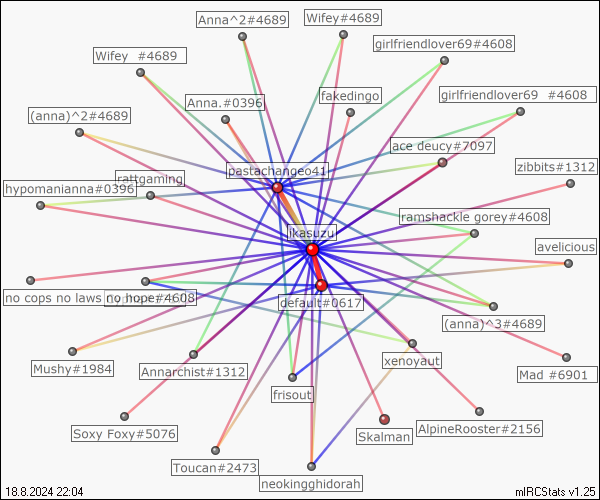 Anna^2#4689
Wifey#4689
girlfriendlover69#4608
Wifey  #4689
girlfriendlover69  #4608
Anna.#0396
fakedingo
(anna)^2#4689
ace deucy#7097
pastachangeo41
zibbits#1312
rattgaming
hypomanianna#0396
ramshackle gorey#4608
ikasuzu
avelicious
no cops no laws
no hope#4608
default#0617
(anna)^3#4689
xenoyaut
Mushy#1984
Annarchist#1312
Mad  #6901
frisout
Soxy Foxy#5076
Skalman
AlpineRooster#2156
Toucan#2473
neokingghidorah
18.8.2024 22:04
mIRCStats v1.25